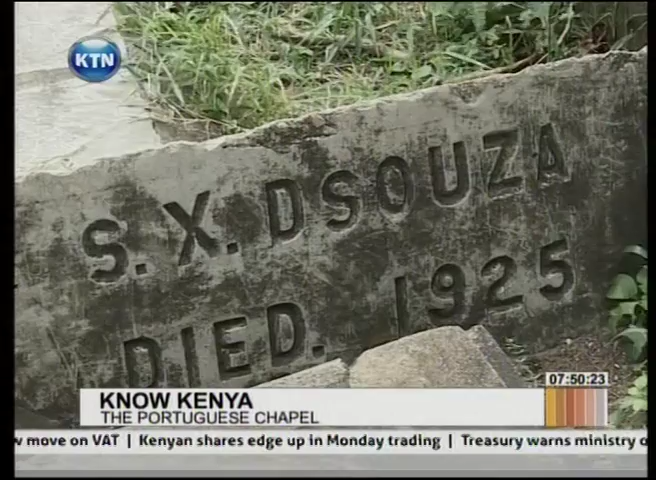 KTN
S. X. DSOUZA
DIED. 1925
07:50:23
KNOW KENYA
THE PORTUGUESE CHAPEL
move on VAT | Kenyan shares edge up in Monday trading | Treasury warns ministry